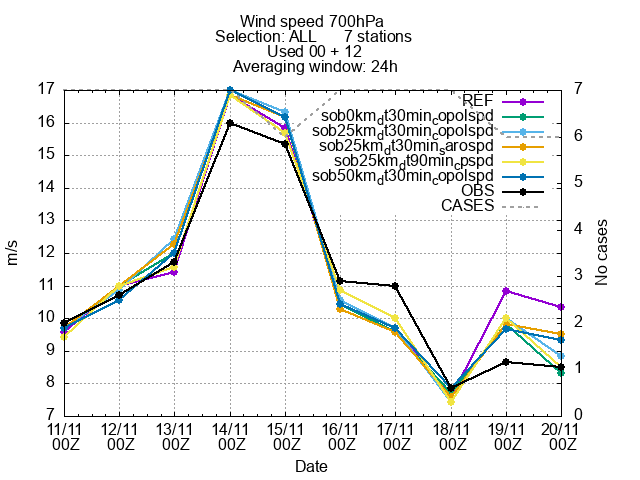 Wind speed 700hPa
Selection: ALL 7 stations
Used 00 + 12
Averaging window: 24h
m/s
17
16
15
14
13
12
11
10
9
8
7
REF
sob0km_dt30min_copolspd
sob25km_dt30min_copolspd
sob25km_dt30min_sarospd
sob25km_dt90min_cpspd
sob50km_dt30min_copolspd
OBS
CASES
7
6
5
4
3
2
1
0
No cases
11/11 12/11 13/11 14/11 15/11 16/11 17/11 18/11 19/11 20/11
00Z 00Z 00Z 00Z 00Z 00Z 00Z 00Z 00Z 00Z
Date